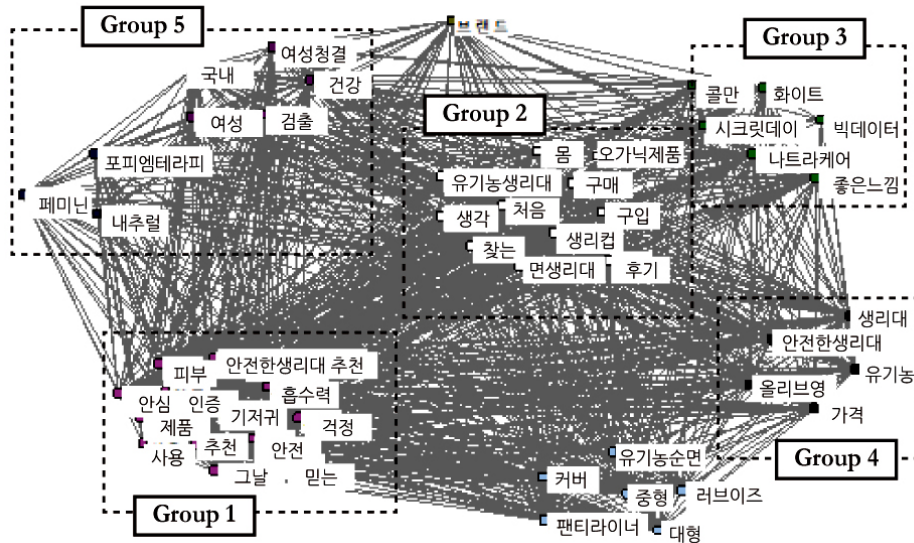 Group 5
브랜드
여성청결
국내
건강
여성
검출
포피엠테라피
페미닌
내추럴
Group 3
콜만
화이트
시크릿데이
빅데이터
나트라케어
좋은느낌
Group 2
몸
오가닉제품
유기농생리대
구매
처음
생각
구입
생리컵
찾는
면생리대
후기
생리대
안전한생리대
유기농
올리브영
가격
Group 4
피부
안전한생리대 추천
흡수력
안심
인증
기저귀
걱정
제품
추천
안전
사용
그날
믿는
Group 1
유기농순면
커버
중형
러브이즈
팬티라이너
대형